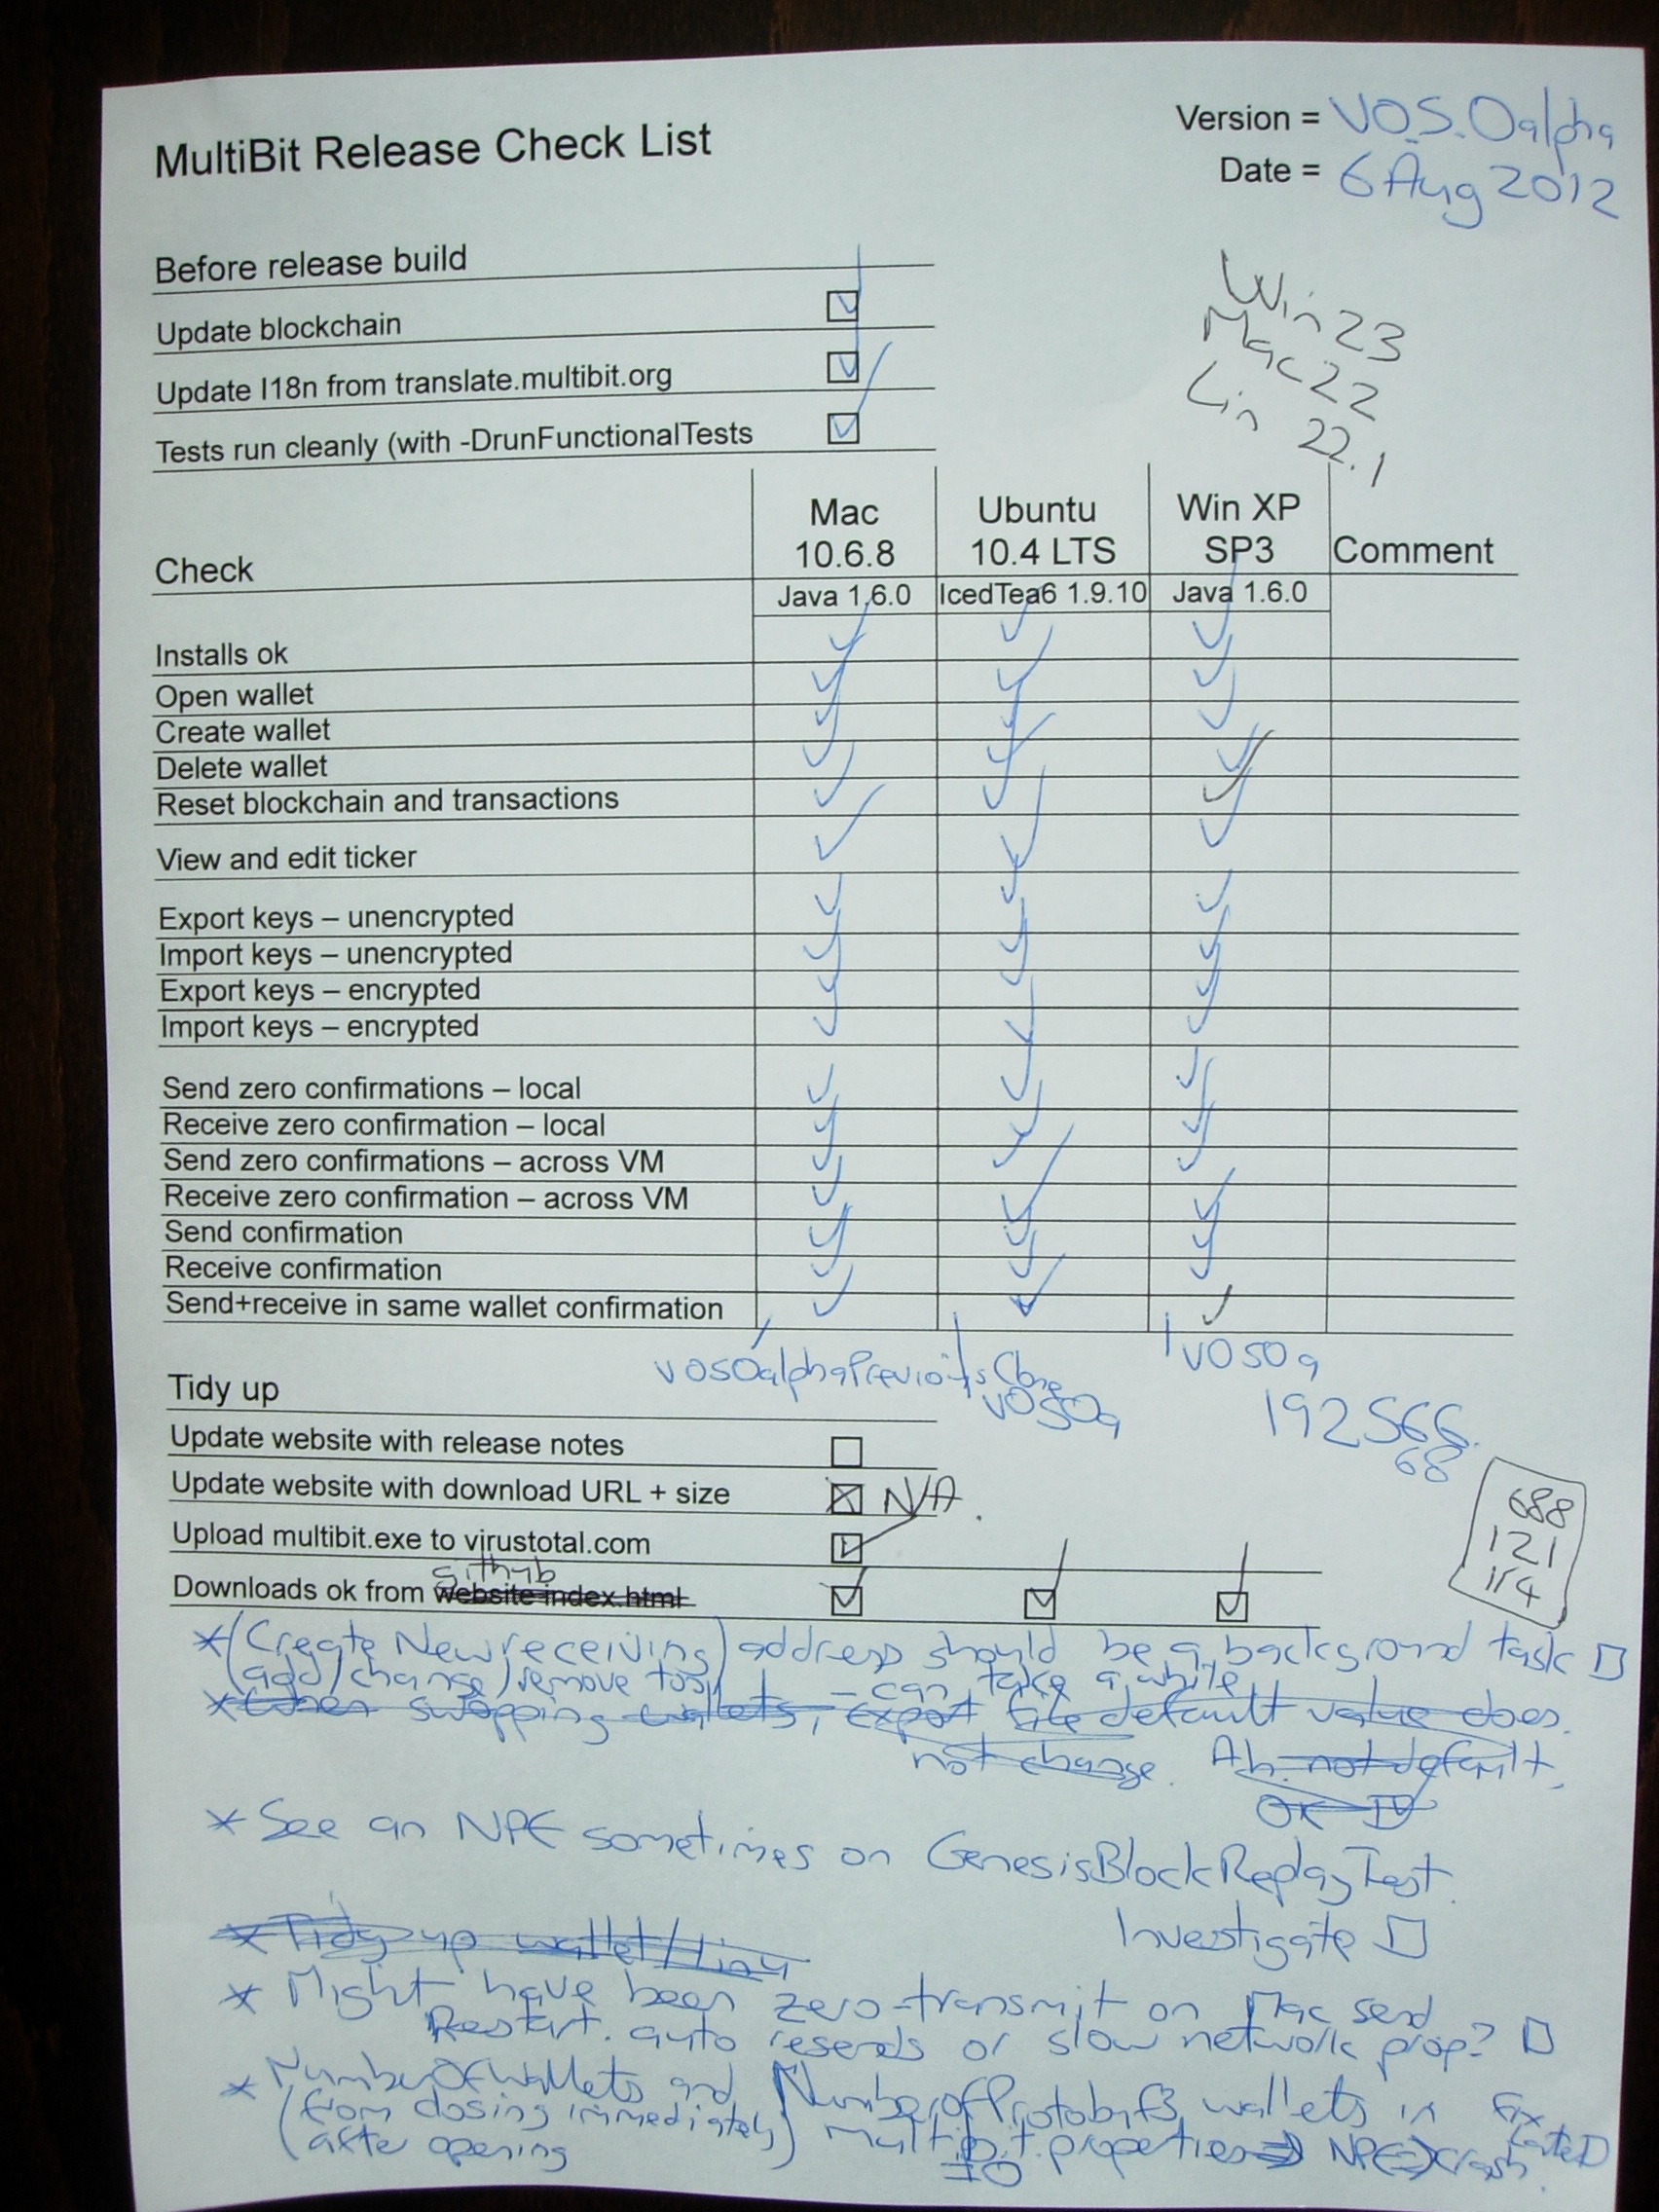 MultiBit Release Check List
Version = V0.5.0alpha
Date = 6 Aug 2012
Before release build
Update blockchain
Update I18n from translate.multibit.org
Tests run cleanly (with -DrunFunctionalTests
Win 23
Mac 22
Lin 22.1
Check
Mac 10.6.8
Ubuntu 10.4 LTS
Win XP SP3
Comment
Java 1.6.0
IcedTea6 1.9.10
Java 1.6.0
Installs ok
Open wallet
Create wallet
Delete wallet
Reset blockchain and transactions
View and edit ticker
Export keys – unencrypted
Import keys – unencrypted
Export keys – encrypted
Import keys – encrypted
Send zero confirmations – local
Receive zero confirmation – local
Send zero confirmations – across VM
Receive zero confirmation – across VM
Send confirmation
Receive confirmation
Send+receive in same wallet confirmation
v050a
v050a
192566
68
Tidy up
Update website with release notes
Update website with download URL + size N/A
Upload multibit.exe to virustotal.com
688
121
114
github
Downloads ok from website index.html
* (Create New receiving) address should be a background task
(add/change/remove too) – can take a while
* When swapping wallets, export file default value does
not change. Ah not default.
OK
* See an NPE sometimes on GenesisBlockReplayTest.
Investigate
* Tidy up wallet/
* Might have been zero-transmit on Mac send
Restart. auto resends or slow network prop?
* NumberOfWallets and NumberofProtobuf3 wallets in
(from closing immediately after opening) multibit.properties NPE crash.
Fix